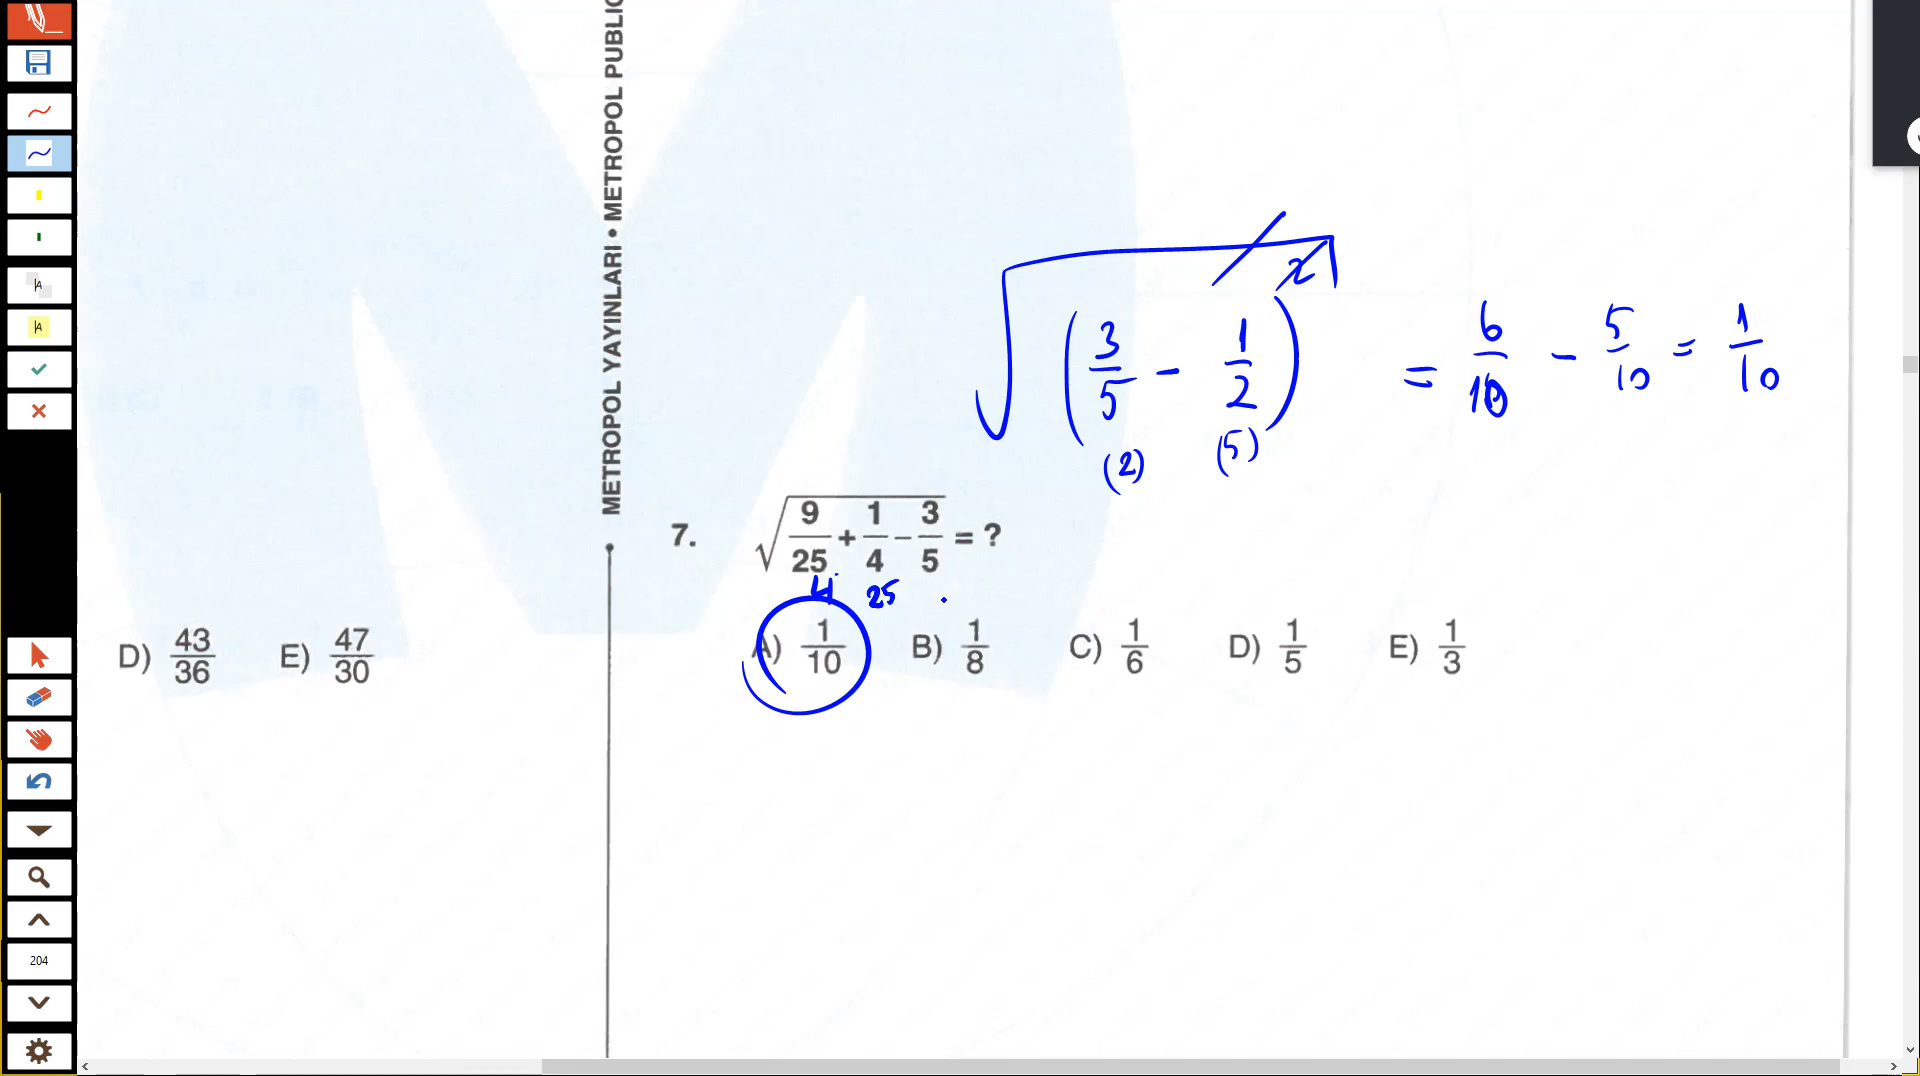 METROPOL YAYINLARI • METROPOL PUBLIC
√((3/5 - 1/2)^2) = 6/10 - 5/10 = 1/10
(2) (5)
7. √(9/25 + 1/4 - 3/5) = ?
4 25 .
D) 43/36 E) 47/30
A) 1/10 B) 1/8 C) 1/6 D) 1/5 E) 1/3
204